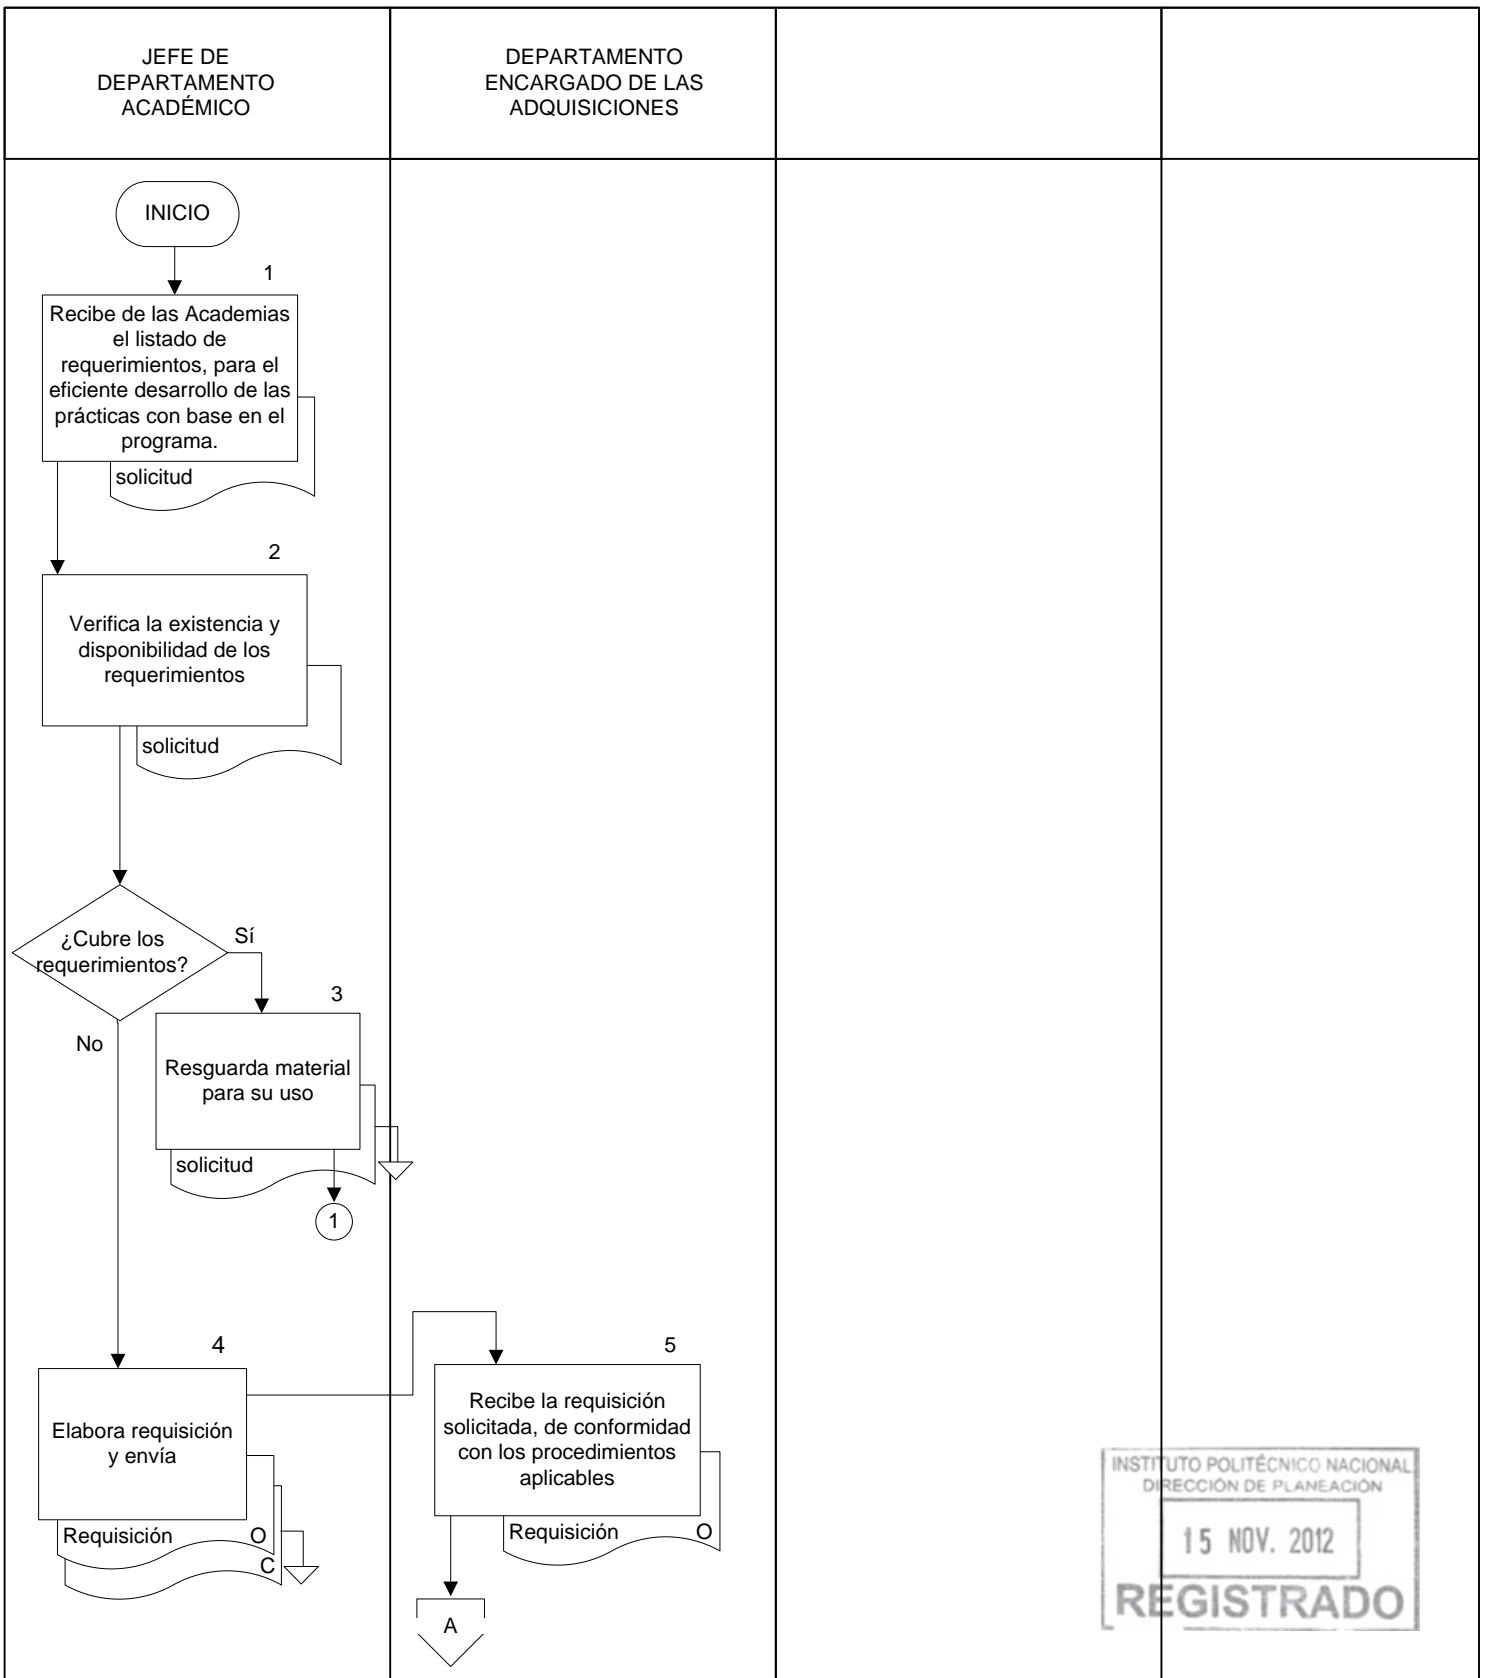 JEFE DE
DEPARTAMENTO
ACADÉMICO
DEPARTAMENTO
ENCARGADO DE LAS
ADQUISICIONES
INICIO
1
Recibe de las Academias
el listado de
requerimientos, para el
eficiente desarrollo de las
prácticas con base en el
programa.
solicitud
2
Verifica la existencia y
disponibilidad de los
requerimientos
solicitud
¿Cubre los
requerimientos?
Sí
No
3
Resguarda material
para su uso
solicitud
1
4
Elabora requisición
y envía
Requisición O
C
5
Recibe la requisición
solicitada, de conformidad
con los procedimientos
aplicables
Requisición O
A
INSTITUTO POLITÉCNICO NACIONAL
DIRECCIÓN DE PLANEACIÓN
15 NOV. 2012
REGISTRADO